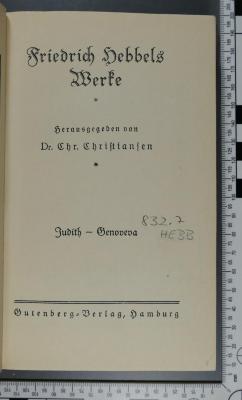 Friedrich Hebbels
Werke
Herausgegeben von
Dr. Chr. Christiansen
832.7
HEBB
Judith – Genoveva
Gutenberg-Verlag, Hamburg